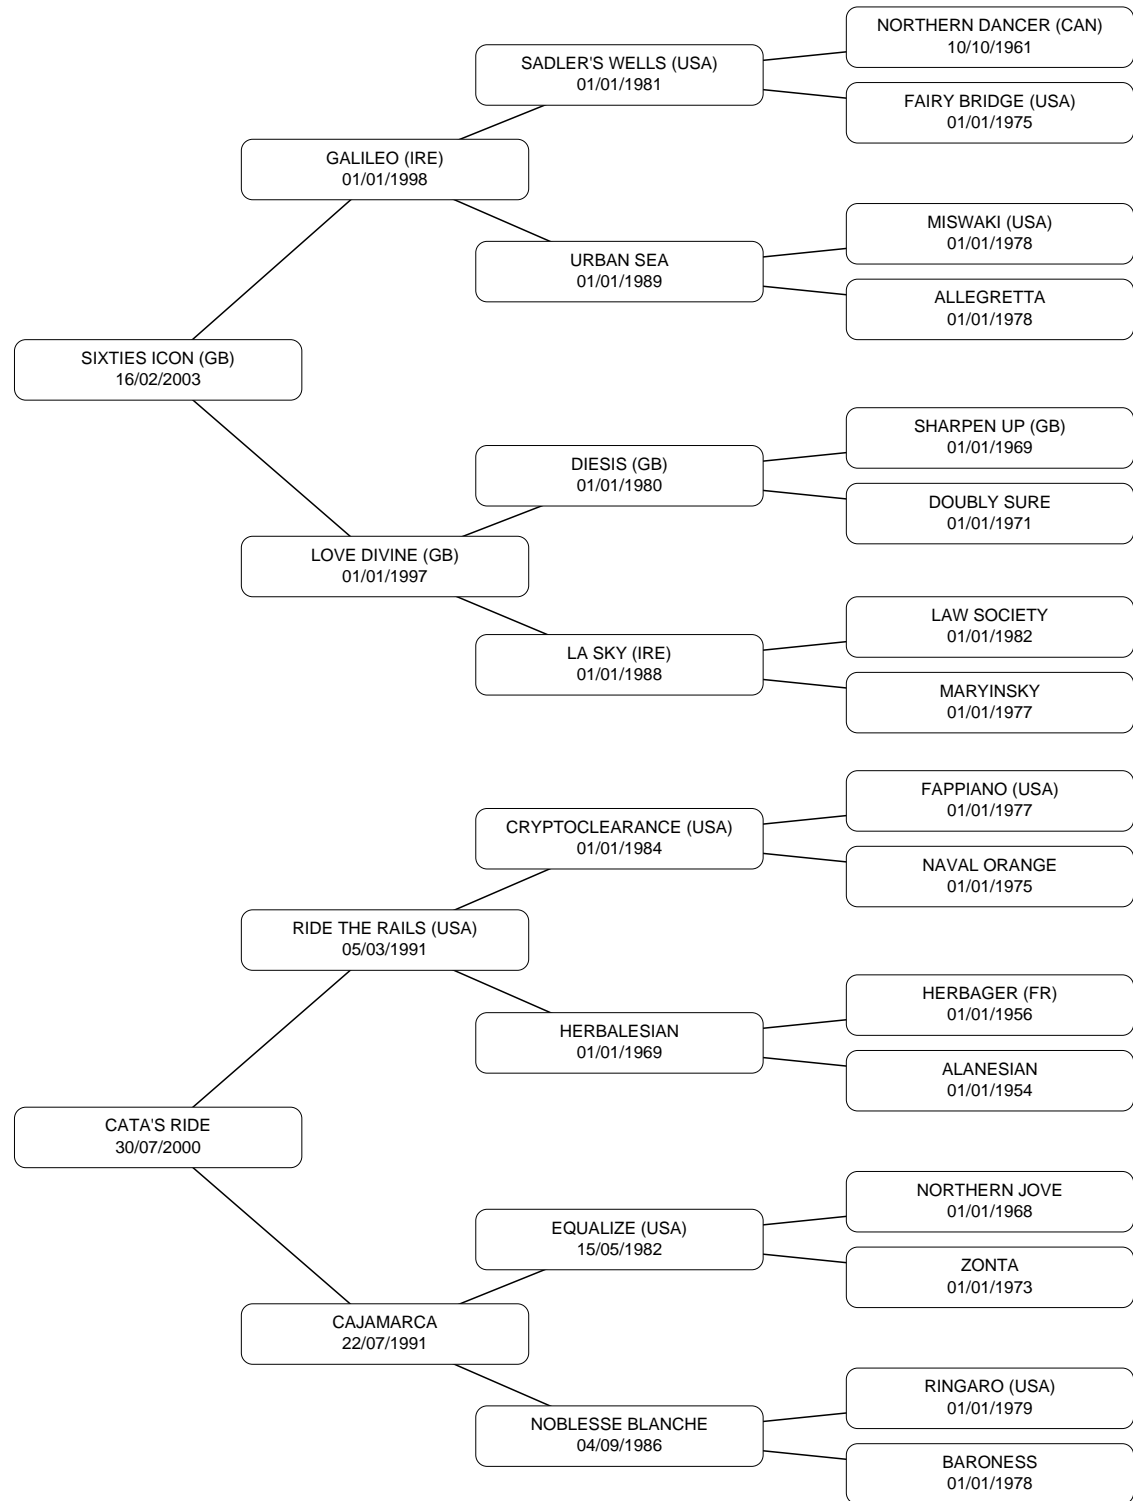 NORTHERN DANCER (CAN)
10/10/1961
SADLER'S WELLS (USA)
01/01/1981
FAIRY BRIDGE (USA)
01/01/1975
GALILEO (IRE)
01/01/1998
MISWAKI (USA)
01/01/1978
URBAN SEA
01/01/1989
ALLEGRETTA
01/01/1978
SIXTIES ICON (GB)
16/02/2003
SHARPEN UP (GB)
01/01/1969
DIESIS (GB)
01/01/1980
DOUBLY SURE
01/01/1971
LOVE DIVINE (GB)
01/01/1997
LAW SOCIETY
01/01/1982
LA SKY (IRE)
01/01/1988
MARYINSKY
01/01/1977
FAPPIANO (USA)
01/01/1977
CRYPTOCLEARANCE (USA)
01/01/1984
NAVAL ORANGE
01/01/1975
RIDE THE RAILS (USA)
05/03/1991
HERBAGER (FR)
01/01/1956
HERBALESIAN
01/01/1969
ALANESIAN
01/01/1954
CATA'S RIDE
30/07/2000
NORTHERN JOVE
01/01/1968
EQUALIZE (USA)
15/05/1982
ZONTA
01/01/1973
CAJAMARCA
22/07/1991
RINGARO (USA)
01/01/1979
NOBLESSE BLANCHE
04/09/1986
BARONESS
01/01/1978